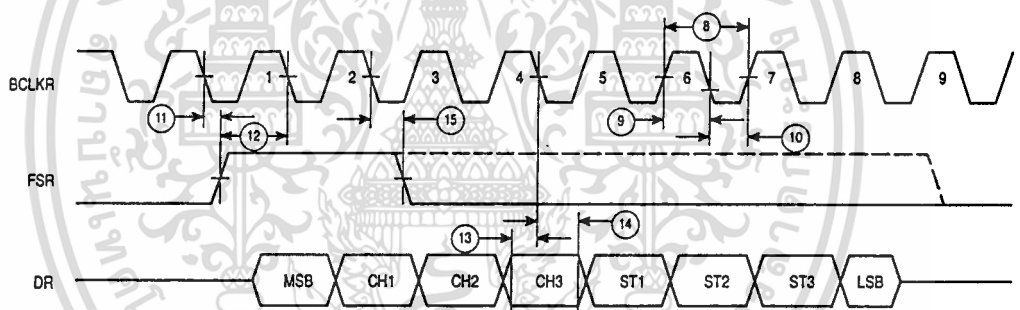 8
BCLKR 1 2 3 4 5 6 7 8 9
11 12 15 9 10
FSR
13 14
DR MSB CH1 CH2 CH3 ST1 ST2 ST3 LSB